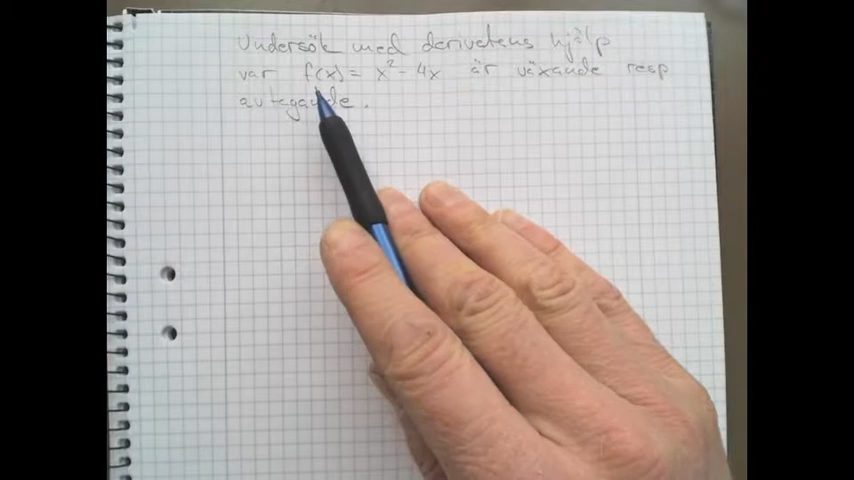 Undersök med derivatans hjälp
var f(x) = x² - 4x är växande resp
avtagande.